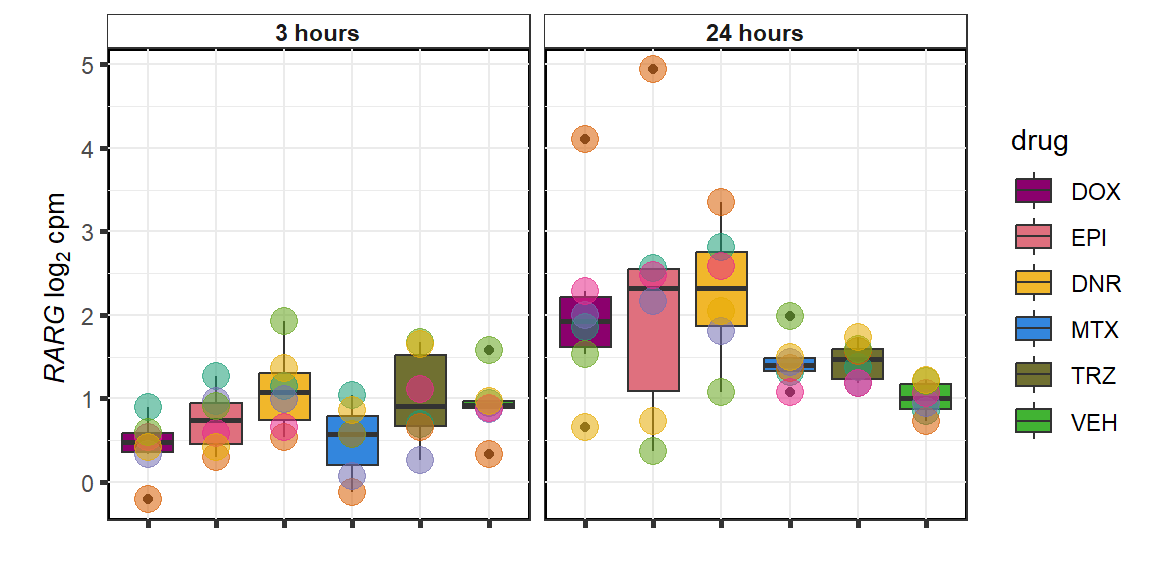 3 hours
24 hours
RARG log₂ cpm
5
4
3
2
1
0
drug
DOX
EPI
DNR
MTX
TRZ
VEH